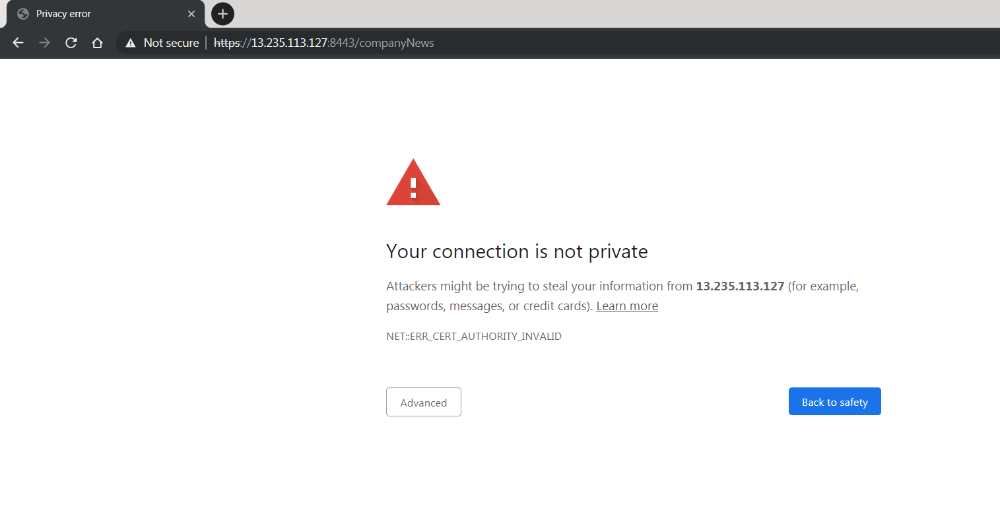 Privacy error
Not secure | https://13.235.113.127:8443/companyNews
Your connection is not private
Attackers might be trying to steal your information from 13.235.113.127 (for example,
passwords, messages, or credit cards). Learn more
NET::ERR_CERT_AUTHORITY_INVALID
Advanced
Back to safety